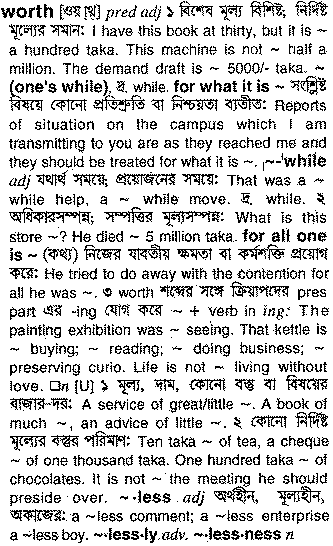 worth [ওয়থ্] pred adj ১ বিশেষ মূল্য বিশিষ্ট; নির্দিষ্ট
মূল্যের সমান: I have this book at thirty, but it is ~
a hundred taka. This machine is not ~ half a
million. The demand draft is ~ 5000/- taka. ~
(one's while), দ্র. while. for what it is ~ সংশ্লিষ্ট
বিষয়ে কোনো প্রতিশ্রুতি বা নিশ্চয়তা ব্যতীত: Reports
of situation on the campus which I am
transmitting to you are as they reached me and
they should be treated for what it is ~. ˌ~-ˈwhile
adj যথার্থ সময়ে; প্রয়োজনের সময়ে: That was a ~
while help, a ~ while move. দ্র. while. ২
অধিকারসম্পন্ন; সম্পত্তির মূল্যসম্পন্ন: What is this
store ~? He died ~ 5 million taka. for all one
is ~ (কথ্য) নিজের যাবতীয় ক্ষমতা বা কর্মশক্তি প্রয়োগ
করে: He tried to do away with the contention for
all he was ~. ৩ worth শব্দের সঙ্গে ক্রিয়াপদের pres
part এর -ing যোগ করে ~ + verb in ing: The
painting exhibition was ~ seeing. That kettle is
~ buying; ~ reading; ~ doing business; ~
preserving curio. Life is not ~ living without
love. □n [U] ১ মূল্য, দাম, কোনো বস্তু বা বিষয়ের
বাজার-দর: A service of great/little ~. A book of
much ~, an advice of little ~. ২ কোনো নির্দিষ্ট
মূল্যের বস্তুর পরিমাণ: Ten taka ~ of tea, a cheque
~ of one thousand taka. One hundred taka ~ of
chocolates. It is not ~ the meeting he should
preside over. ~·less adj অর্থহীন, মূল্যহীন,
অকাজের: a ~less comment; a ~less enterprise
a ~less boy. ~·less·ly adv. ~·less·ness n